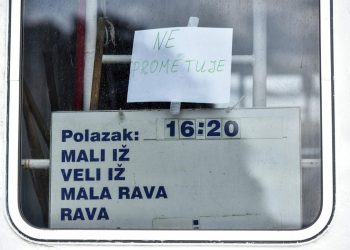 NE
PROMETUJE
Polazak: 16:20
MALI IŽ
VELI IŽ
MALA RAVA
RAVA